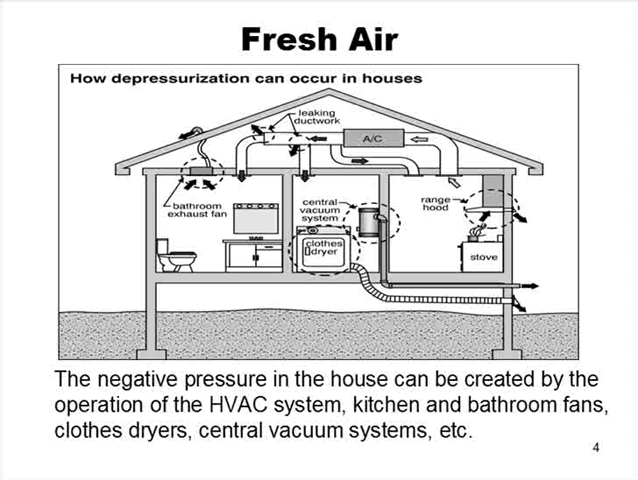 Fresh Air
How depressurization can occur in houses
leaking
ductwork
A/C
bathroom
exhaust fan
central
vacuum
system
range
hood
clothes
dryer
stove
The negative pressure in the house can be created by the
operation of the HVAC system, kitchen and bathroom fans,
clothes dryers, central vacuum systems, etc.
4